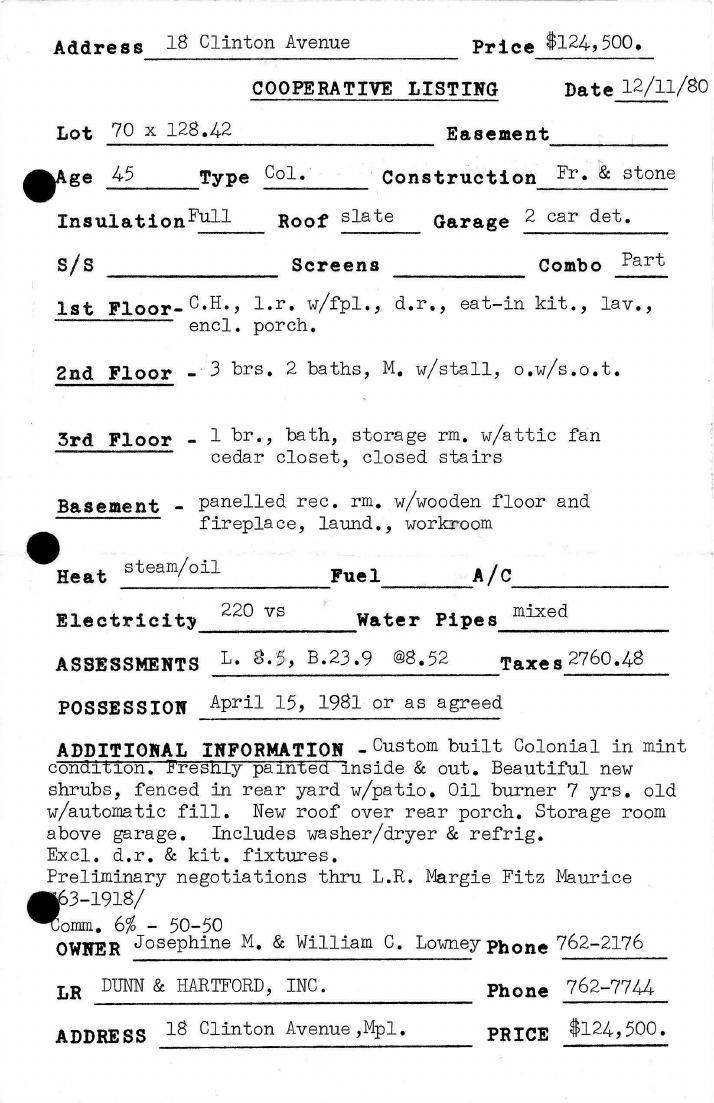 Address 18 Clinton Avenue Price $124,500.
COOPERATIVE LISTING Date 12/11/80
Lot 70 x 128.42 Easement
Age 45 Type Col. Construction Fr. & stone
Insulation Full Roof slate Garage 2 car det.
S/S Screens Combo Part
1st Floor- C.H., l.r. w/fpl., d.r., eat-in kit., lav.,
encl. porch.
2nd Floor - 3 brs. 2 baths, M. w/stall, o.w/s.o.t.
3rd Floor - 1 br., bath, storage rm. w/attic fan
cedar closet, closed stairs
Basement - panelled rec. rm. w/wooden floor and
fireplace, laund., workroom
Heat steam/oil Fuel A/C
Electricity 220 vs Water Pipes mixed
ASSESSMENTS L. 8.5, B.23.9 @8.52 Taxes 2760.48
POSSESSION April 15, 1981 or as agreed
ADDITIONAL INFORMATION - Custom built Colonial in mint
condition. Freshly painted inside & out. Beautiful new
shrubs, fenced in rear yard w/patio. Oil burner 7 yrs. old
w/automatic fill. New roof over rear porch. Storage room
above garage. Includes washer/dryer & refrig.
Excl. d.r. & kit. fixtures.
Preliminary negotiations thru L.R. Margie Fitz Maurice
63-1918/
Comm. 6% - 50-50
OWNER Josephine M. & William C. Lowney Phone 762-2176
LR DUNN & HARTFORD, INC. Phone 762-7744
ADDRESS 18 Clinton Avenue,Mpl. PRICE $124,500.